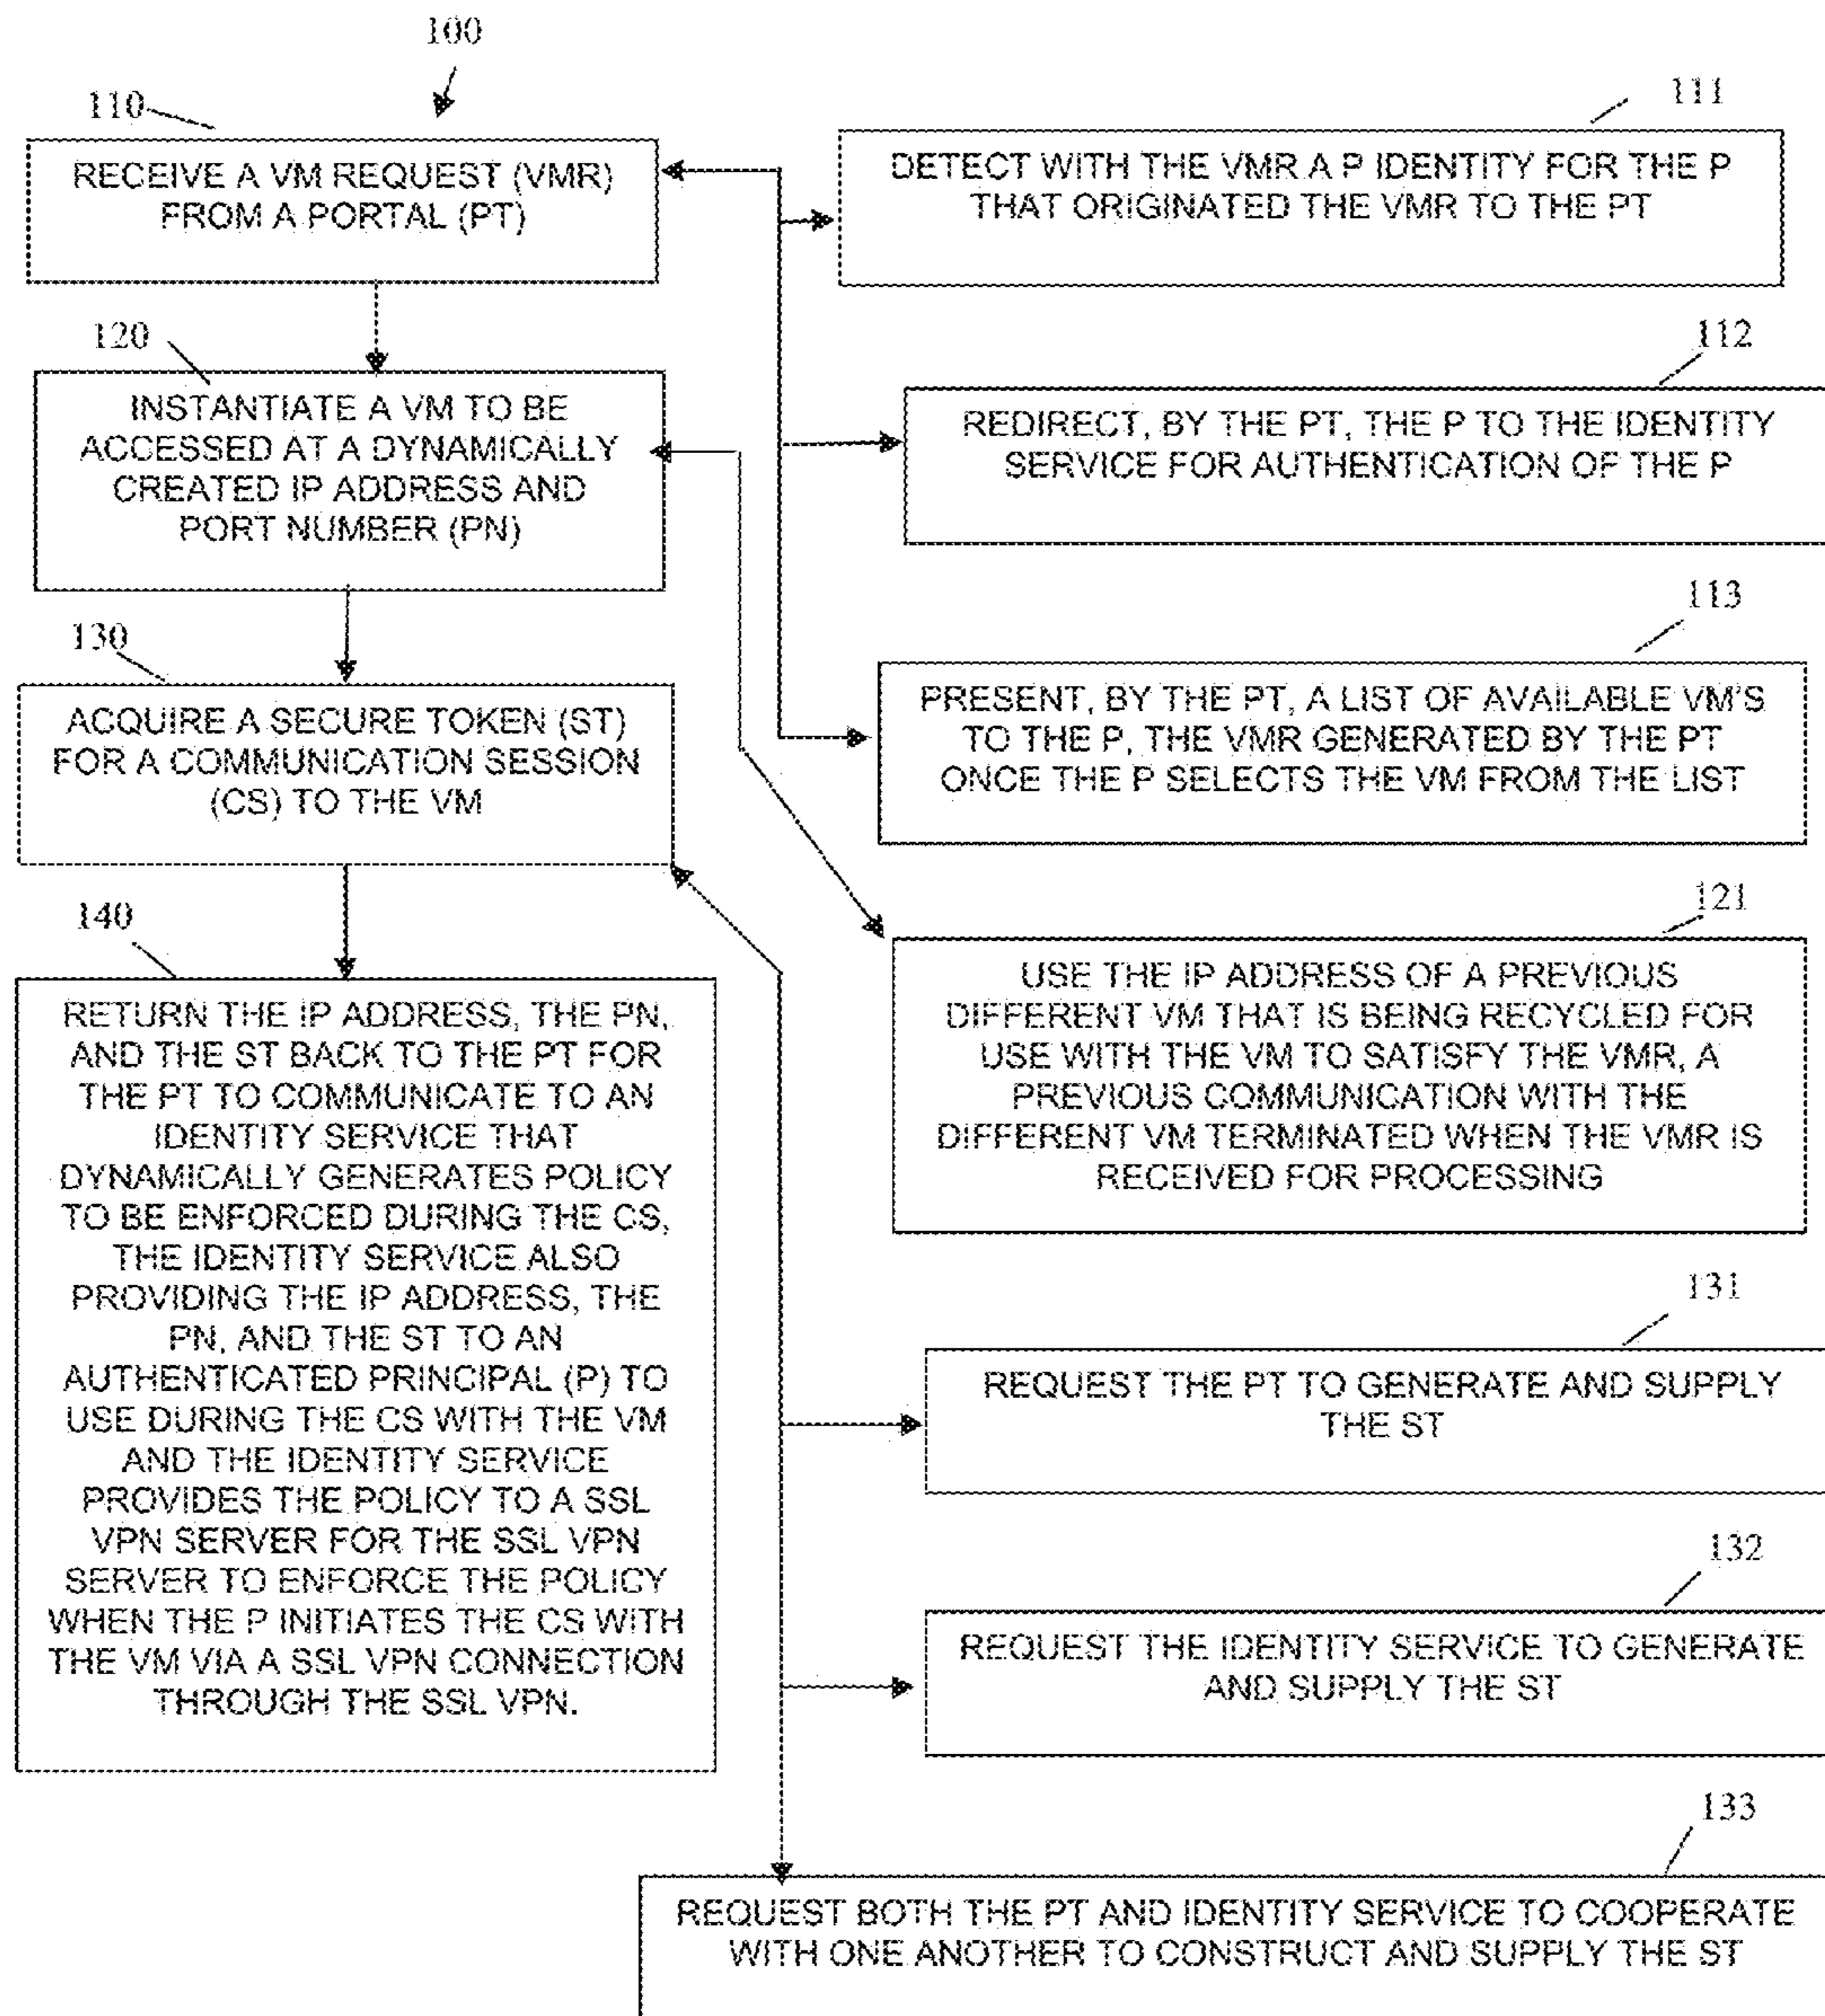 100
110
RECEIVE A VM REQUEST (VMR)
FROM A PORTAL (PT)
120
INSTANTIATE A VM TO BE
ACCESSED AT A DYNAMICALLY
CREATED IP ADDRESS AND
PORT NUMBER (PN)
130
ACQUIRE A SECURE TOKEN (ST)
FOR A COMMUNICATION SESSION
(CS) TO THE VM
140
RETURN THE IP ADDRESS, THE PN,
AND THE ST BACK TO THE PT FOR
THE PT TO COMMUNICATE TO AN
IDENTITY SERVICE THAT
DYNAMICALLY GENERATES POLICY
TO BE ENFORCED DURING THE CS,
THE IDENTITY SERVICE ALSO
PROVIDING THE IP ADDRESS, THE
PN, AND THE ST TO AN
AUTHENTICATED PRINCIPAL (P) TO
USE DURING THE CS WITH THE VM
AND THE IDENTITY SERVICE
PROVIDES THE POLICY TO A SSL
VPN SERVER FOR THE SSL VPN
SERVER TO ENFORCE THE POLICY
WHEN THE P INITIATES THE CS WITH
THE VM VIA A SSL VPN CONNECTION
THROUGH THE SSL VPN.
111
DETECT WITH THE VMR A P IDENTITY FOR THE P
THAT ORIGINATED THE VMR TO THE PT
112
REDIRECT, BY THE PT, THE P TO THE IDENTITY
SERVICE FOR AUTHENTICATION OF THE P
113
PRESENT, BY THE PT, A LIST OF AVAILABLE VM'S
TO THE P, THE VMR GENERATED BY THE PT
ONCE THE P SELECTS THE VM FROM THE LIST
121
USE THE IP ADDRESS OF A PREVIOUS
DIFFERENT VM THAT IS BEING RECYCLED FOR
USE WITH THE VM TO SATISFY THE VMR, A
PREVIOUS COMMUNICATION WITH THE
DIFFERENT VM TERMINATED WHEN THE VMR IS
RECEIVED FOR PROCESSING
131
REQUEST THE PT TO GENERATE AND SUPPLY
THE ST
132
REQUEST THE IDENTITY SERVICE TO GENERATE
AND SUPPLY THE ST
133
REQUEST BOTH THE PT AND IDENTITY SERVICE TO COOPERATE
WITH ONE ANOTHER TO CONSTRUCT AND SUPPLY THE ST